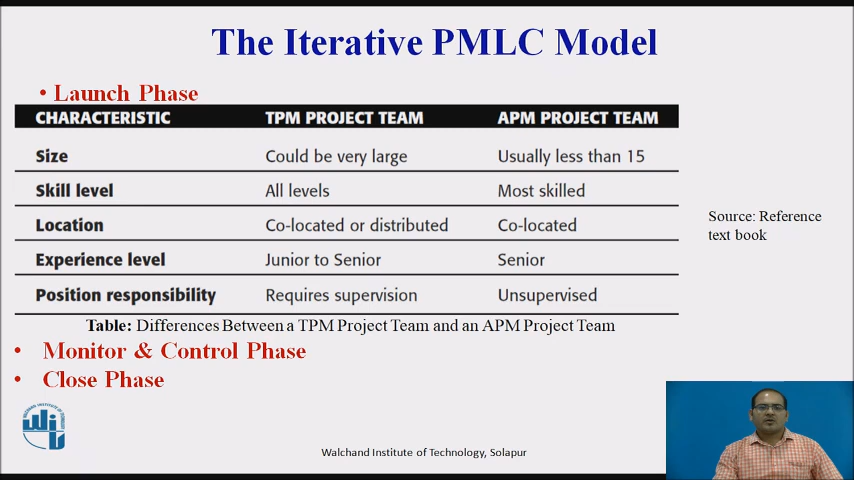 The Iterative PMLC Model
• Launch Phase
CHARACTERISTIC TPM PROJECT TEAM APM PROJECT TEAM
Size Could be very large Usually less than 15
Skill level All levels Most skilled
Location Co-located or distributed Co-located
Experience level Junior to Senior Senior
Position responsibility Requires supervision Unsupervised
Source: Reference
text book
Table: Differences Between a TPM Project Team and an APM Project Team
• Monitor & Control Phase
• Close Phase
Walchand Institute of Technology, Solapur